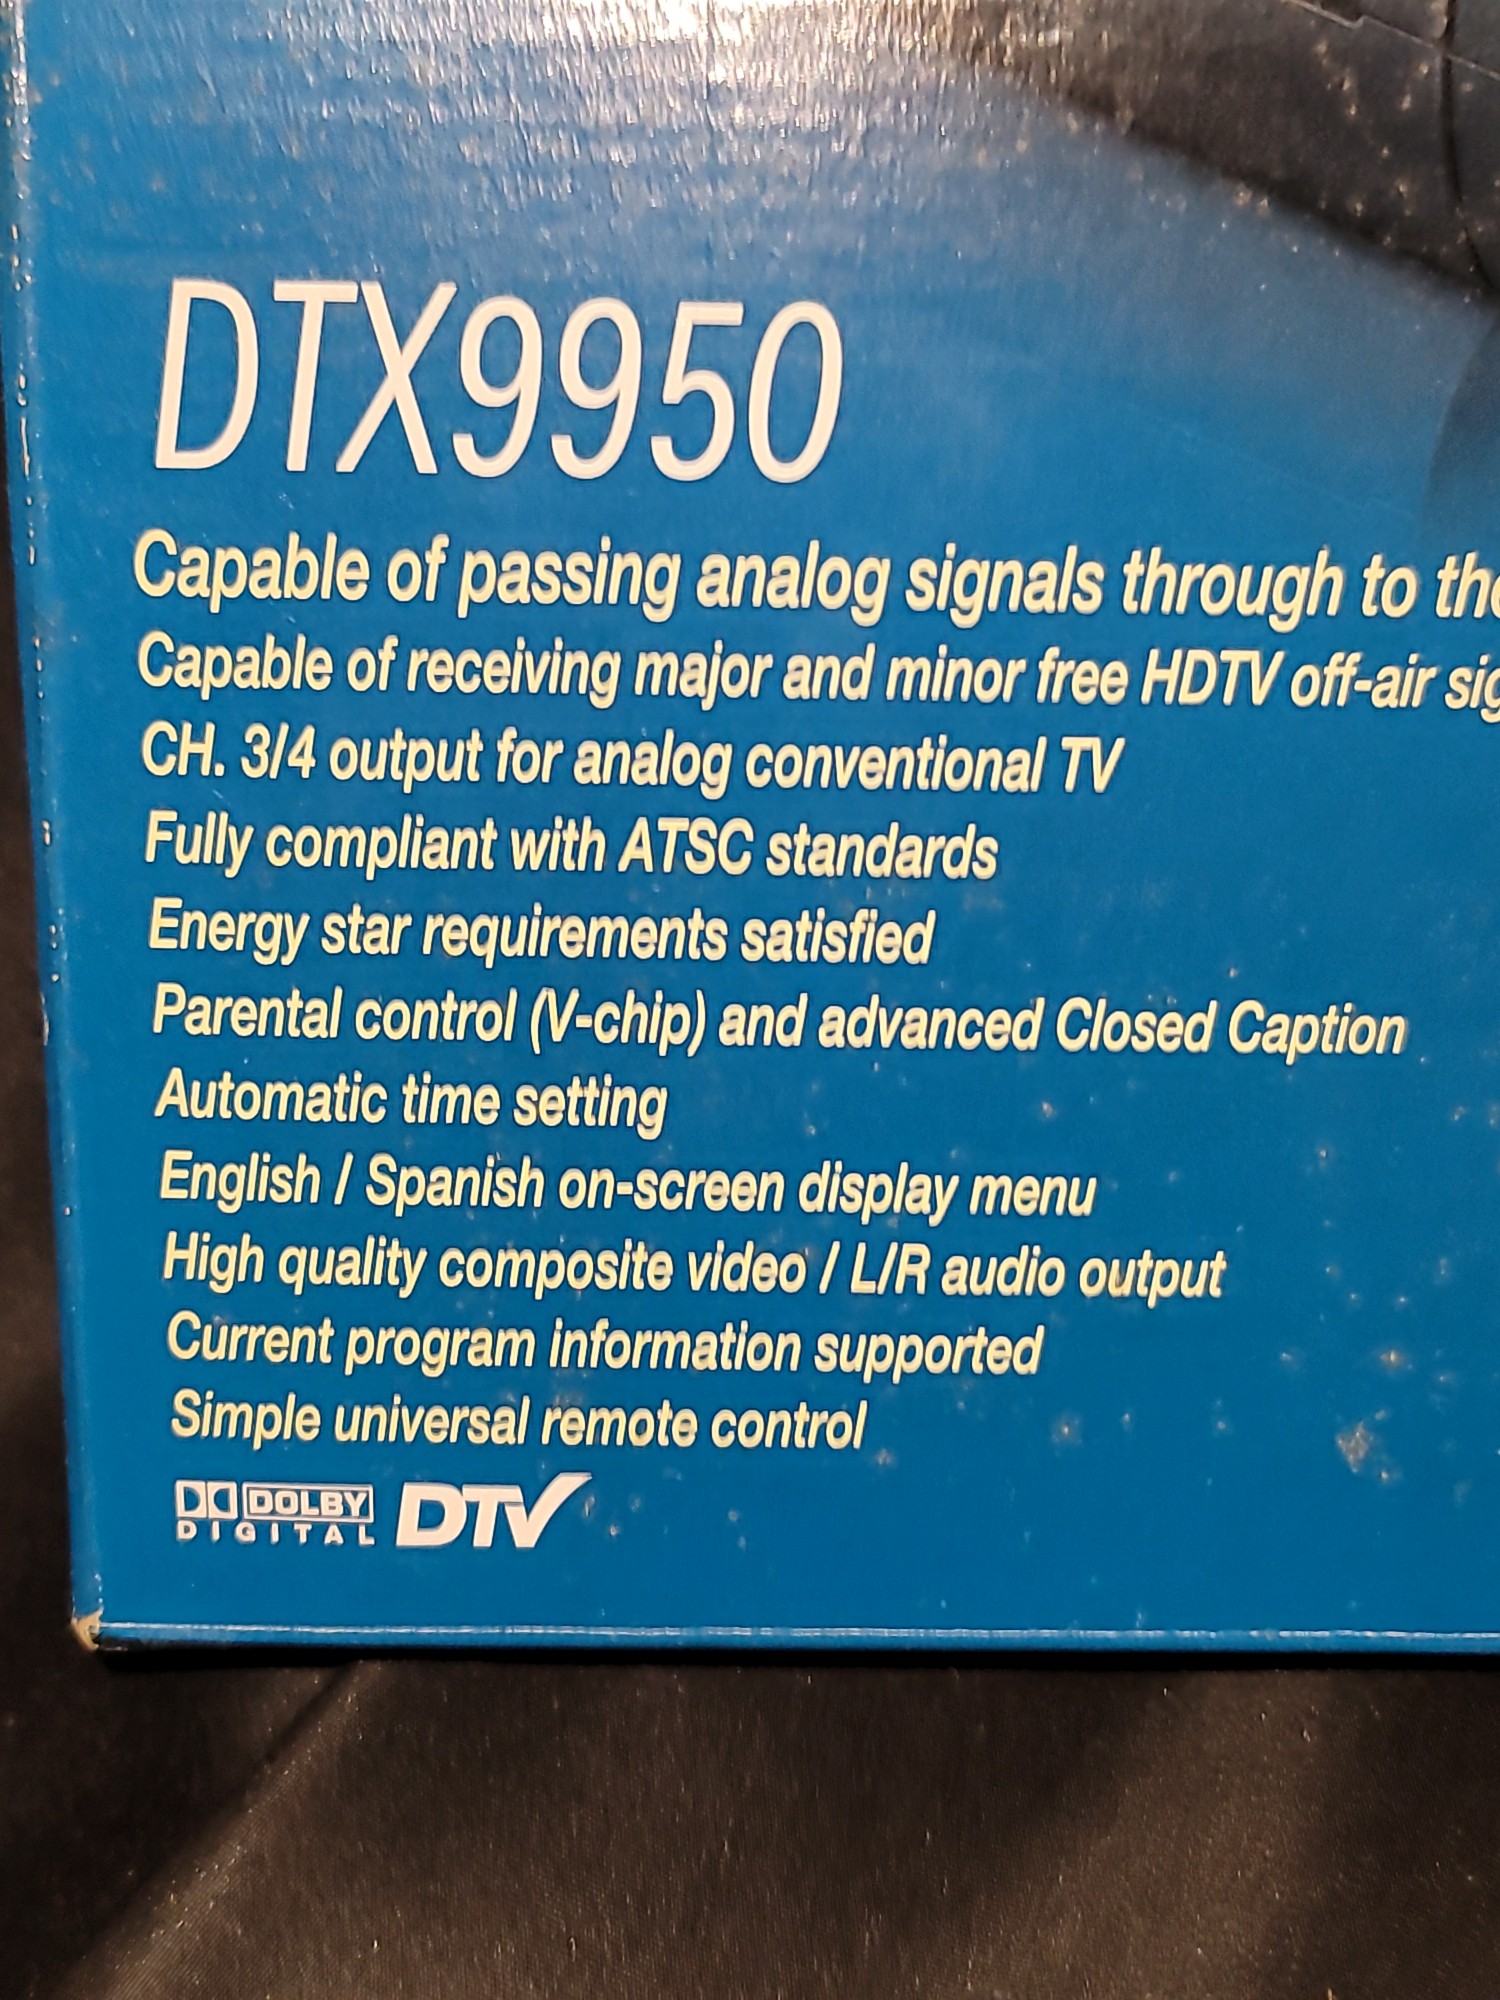 DTX9950
Capable of passing analog signals through to the
Capable of receiving major and minor free HDTV off-air
CH. 3/4 output for analog conventional TV
Fully compliant with ATSC standards
Energy star requirements satisfied
Parental control (V-chip) and advanced Closed Caption
Automatic time setting
English / Spanish on-screen display menu
High quality composite video / L/R audio output
Current program information supported
Simple universal remote control
DOLBY DTV
DIGITAL